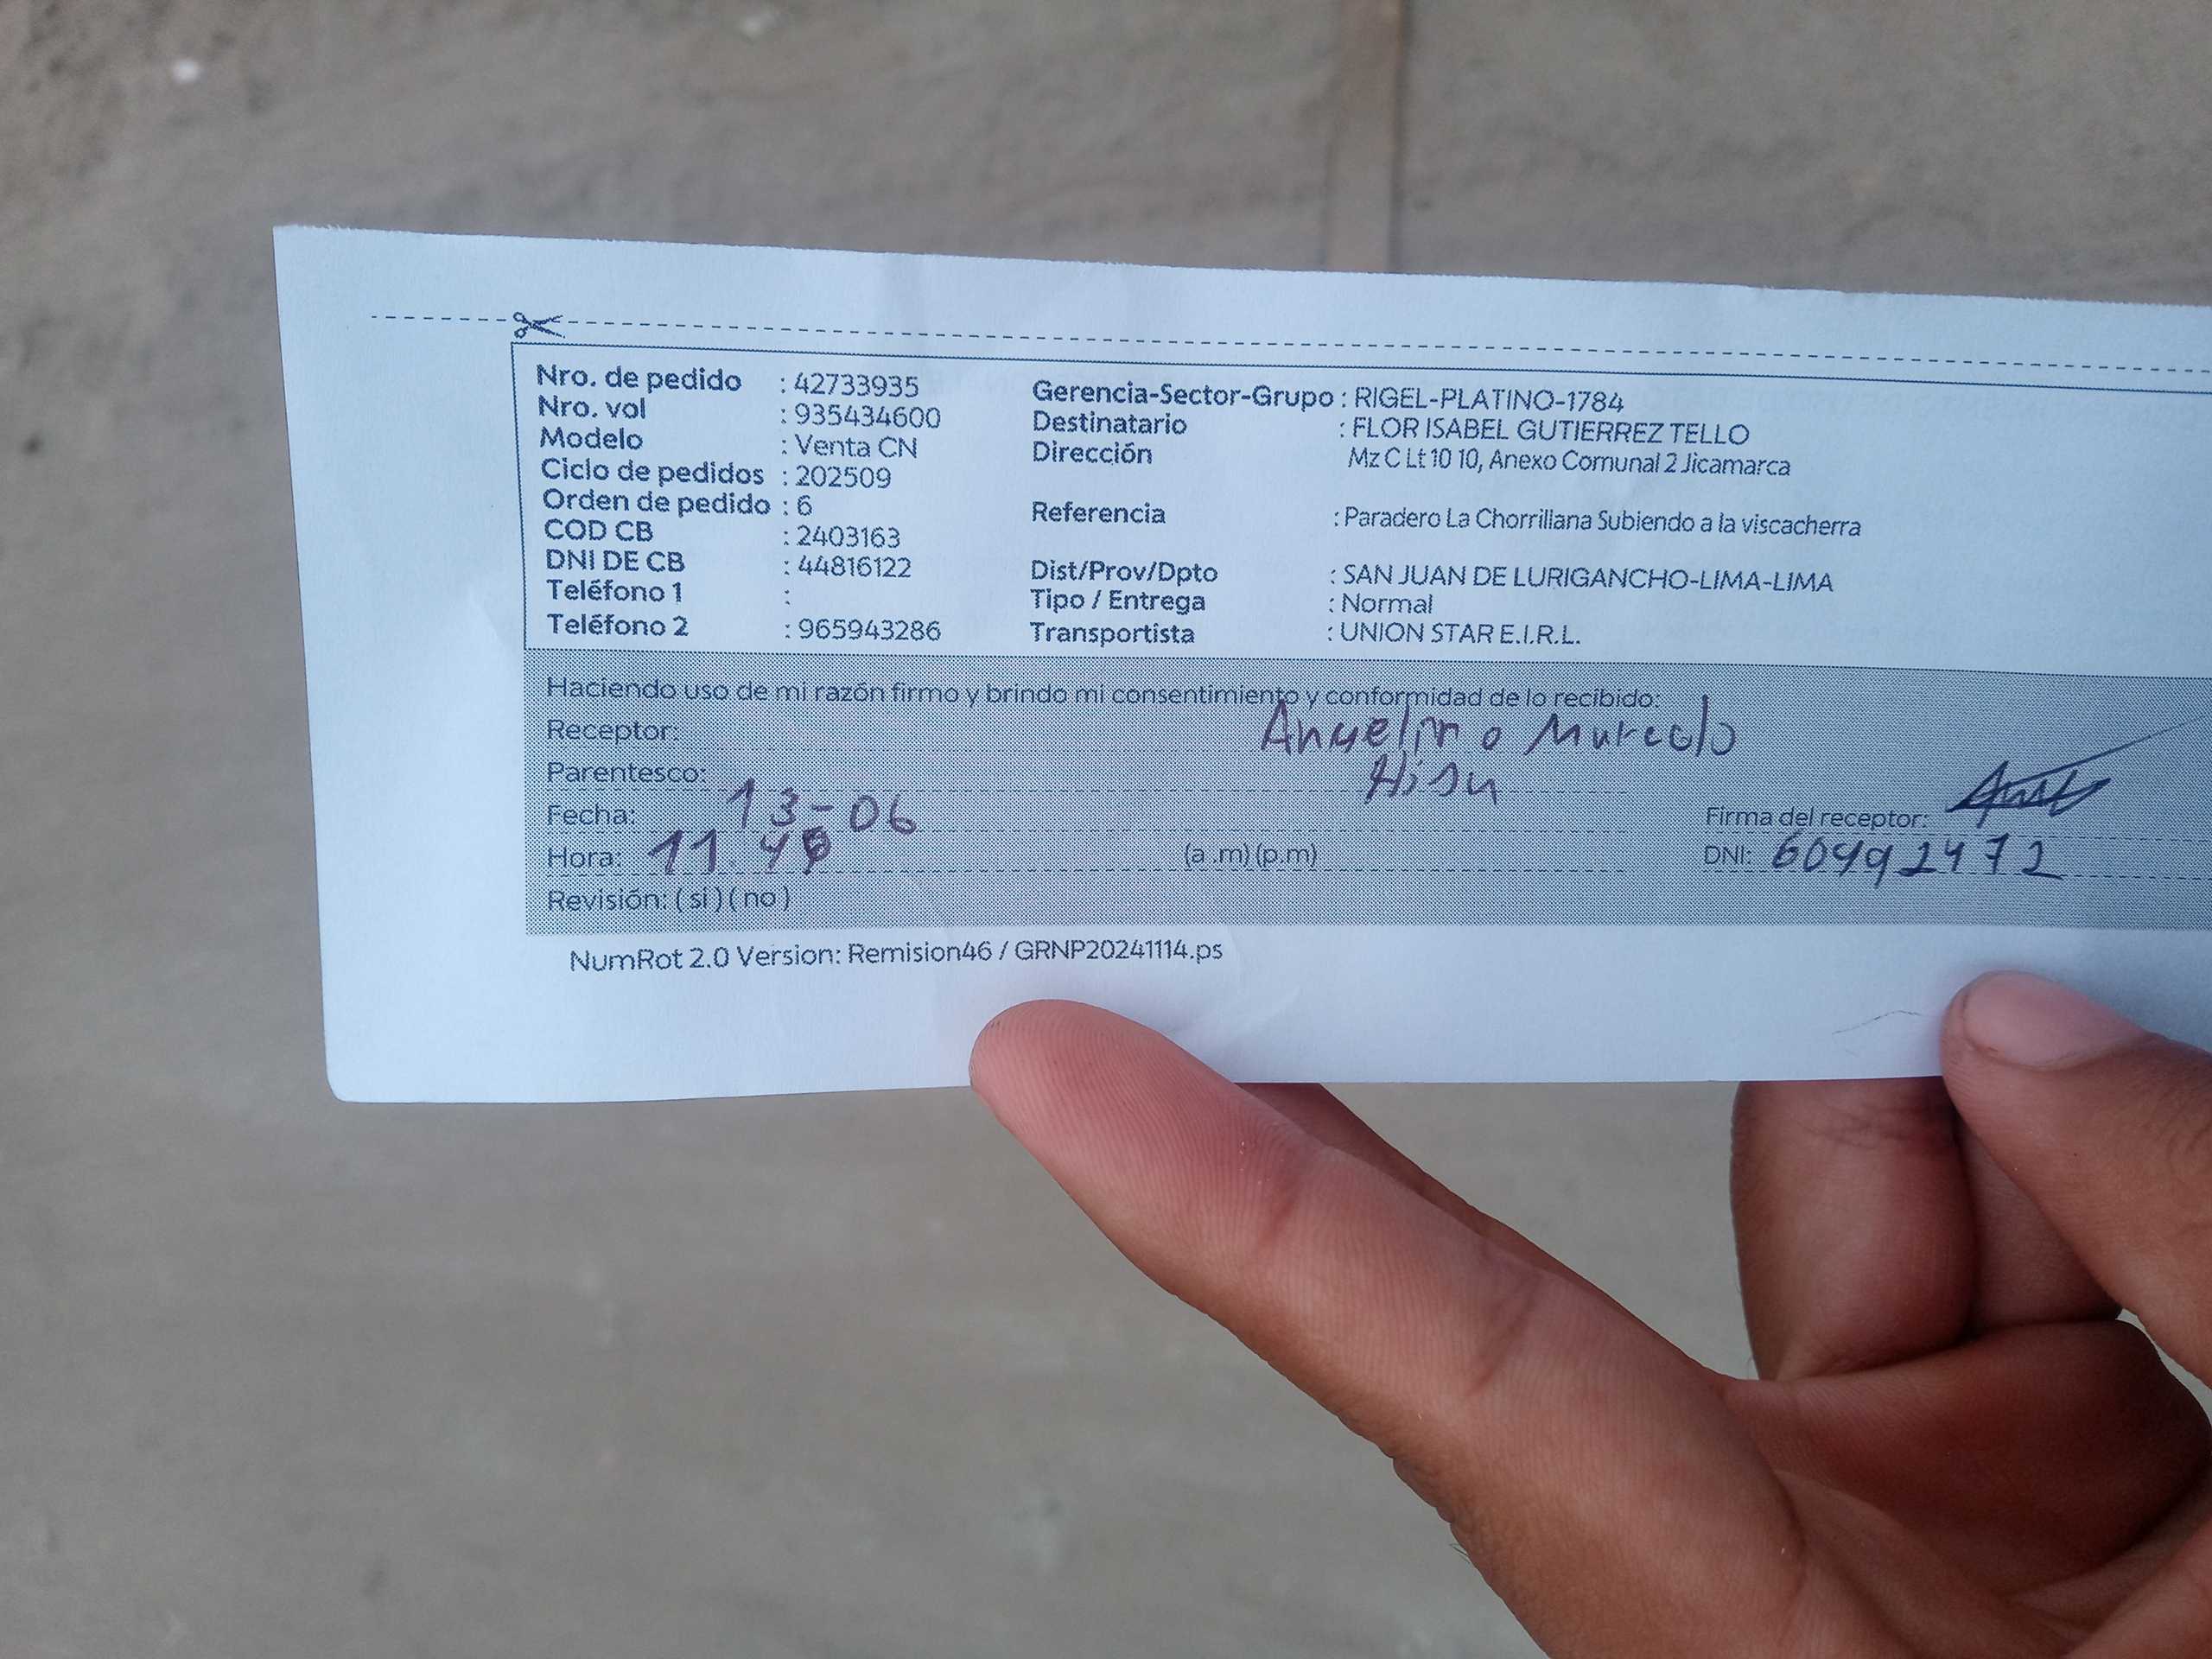 Nro. de pedido : 42733935
Nro. vol : 935434600
Modelo : Venta CN
Ciclo de pedidos : 202509
Orden de pedido : 6
COD CB : 2403163
DNI DE CB : 44816122
Teléfono 1 :
Teléfono 2 : 965943286
Gerencia-Sector-Grupo : RIGEL-PLATINO-1784
Destinatario : FLOR ISABEL GUTIERREZ TELLO
Dirección Mz C Lt 10 10, Anexo Comunal 2 Jicamarca
Referencia : Paradero La Chorrillana Subiendo a la viscacherra
Dist/Prov/Dpto : SAN JUAN DE LURIGANCHO-LIMA-LIMA
Tipo / Entrega : Normal
Transportista : UNION STAR E.I.R.L.
Haciendo uso de mi razón firmo y brindo mi consentimiento y conformidad de lo recibido:
Receptor: Angelino
Parentesco:
Fecha: 13-06
Hora: 11. (a .m) (p.m)
Revisión: ( si ) ( no )
Firma del receptor:
DNI: 60492472
NumRot 2.0 Version: Remision46 / GRNP20241114.ps